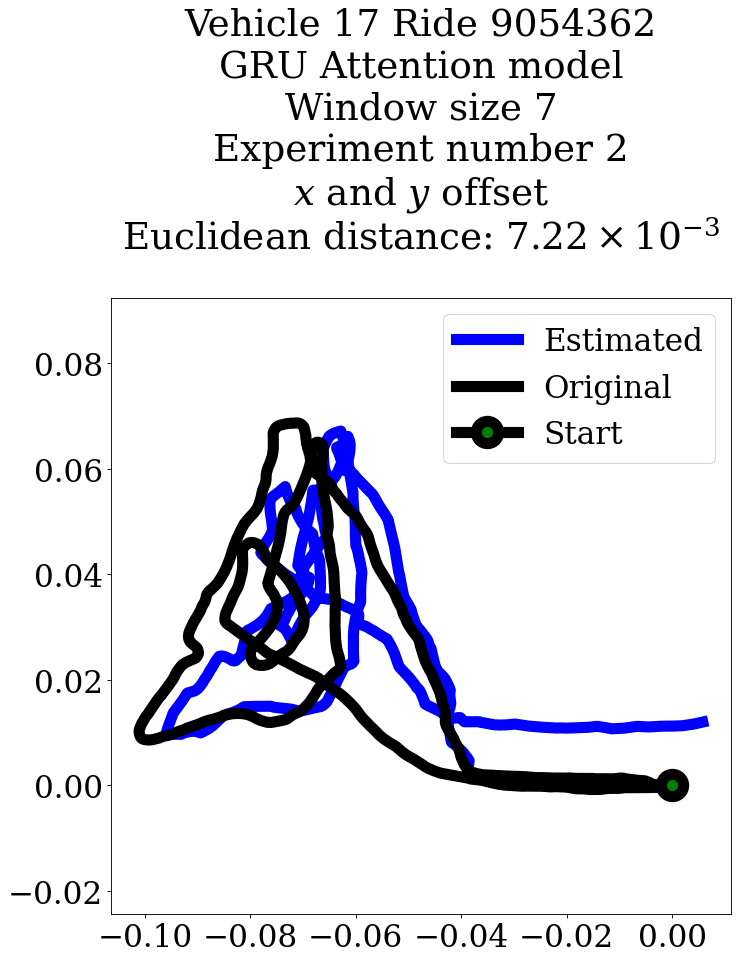 Vehicle 17 Ride 9054362
GRU Attention model
Window size 7
Experiment number 2
x and y offset
Euclidean distance: 7.22 × 10⁻³
Estimated
Original
Start
0.08
0.06
0.04
0.02
0.00
−0.02
−0.10 −0.08 −0.06 −0.04 −0.02 0.00